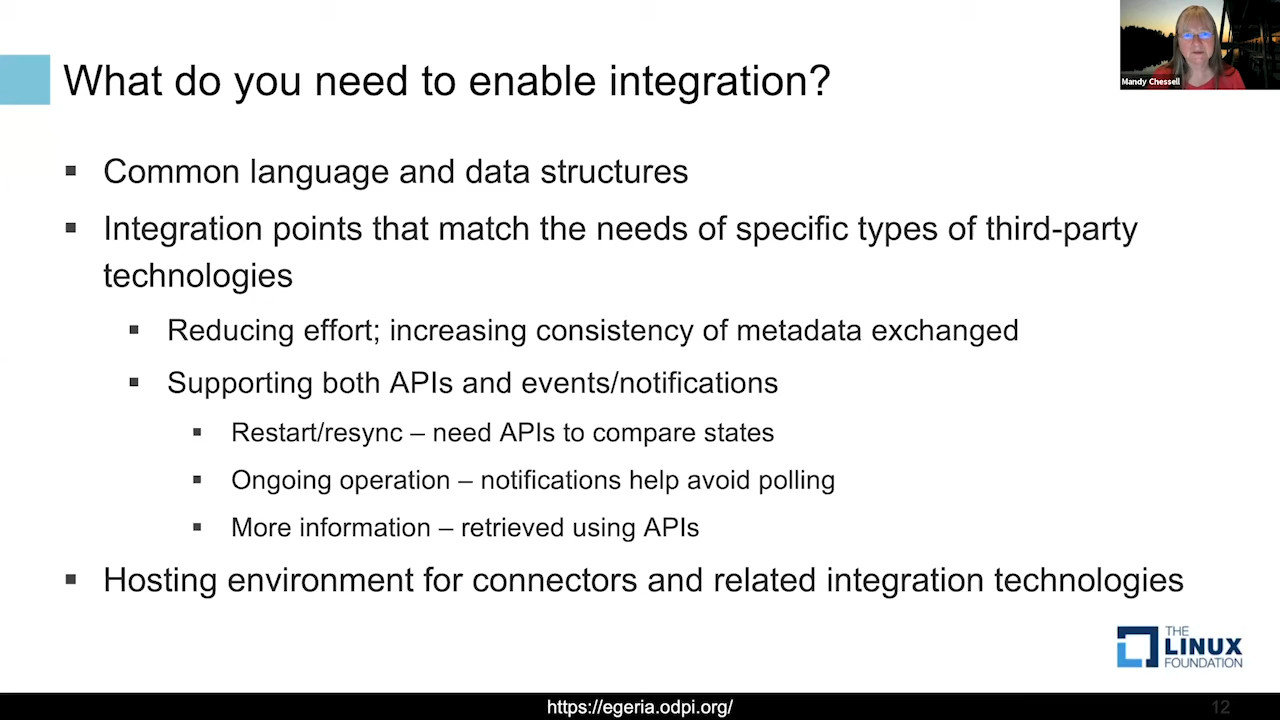 Mandy Chessell
What do you need to enable integration?
▪ Common language and data structures
▪ Integration points that match the needs of specific types of third-party
technologies
▪ Reducing effort; increasing consistency of metadata exchanged
▪ Supporting both APIs and events/notifications
▪ Restart/resync – need APIs to compare states
▪ Ongoing operation – notifications help avoid polling
▪ More information – retrieved using APIs
▪ Hosting environment for connectors and related integration technologies
THE
LINUX
FOUNDATION
https://egeria.odpi.org/
12